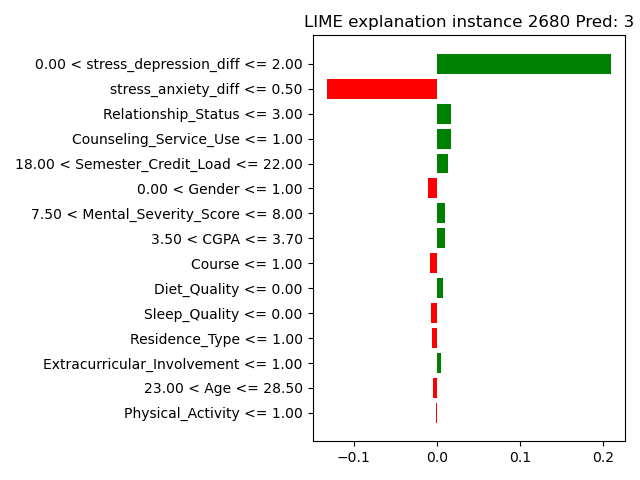 LIME explanation instance 2680 Pred: 3
0.00 < stress_depression_diff <= 2.00
stress_anxiety_diff <= 0.50
Relationship_Status <= 3.00
Counseling_Service_Use <= 1.00
18.00 < Semester_Credit_Load <= 22.00
0.00 < Gender <= 1.00
7.50 < Mental_Severity_Score <= 8.00
3.50 < CGPA <= 3.70
Course <= 1.00
Diet_Quality <= 0.00
Sleep_Quality <= 0.00
Residence_Type <= 1.00
Extracurricular_Involvement <= 1.00
23.00 < Age <= 28.50
Physical_Activity <= 1.00
−0.1 0.0 0.1 0.2